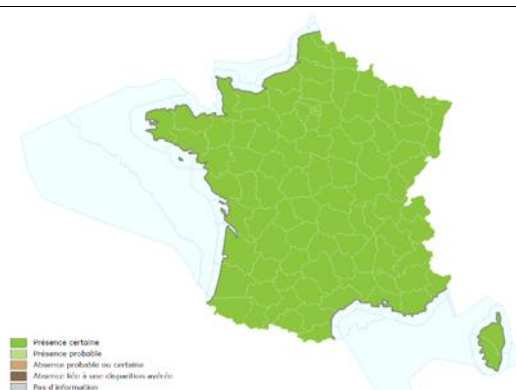 Présence certaine
Présence probable
Absence probable ou certaine
Absence liée à une disparition avérée
Pas d'information